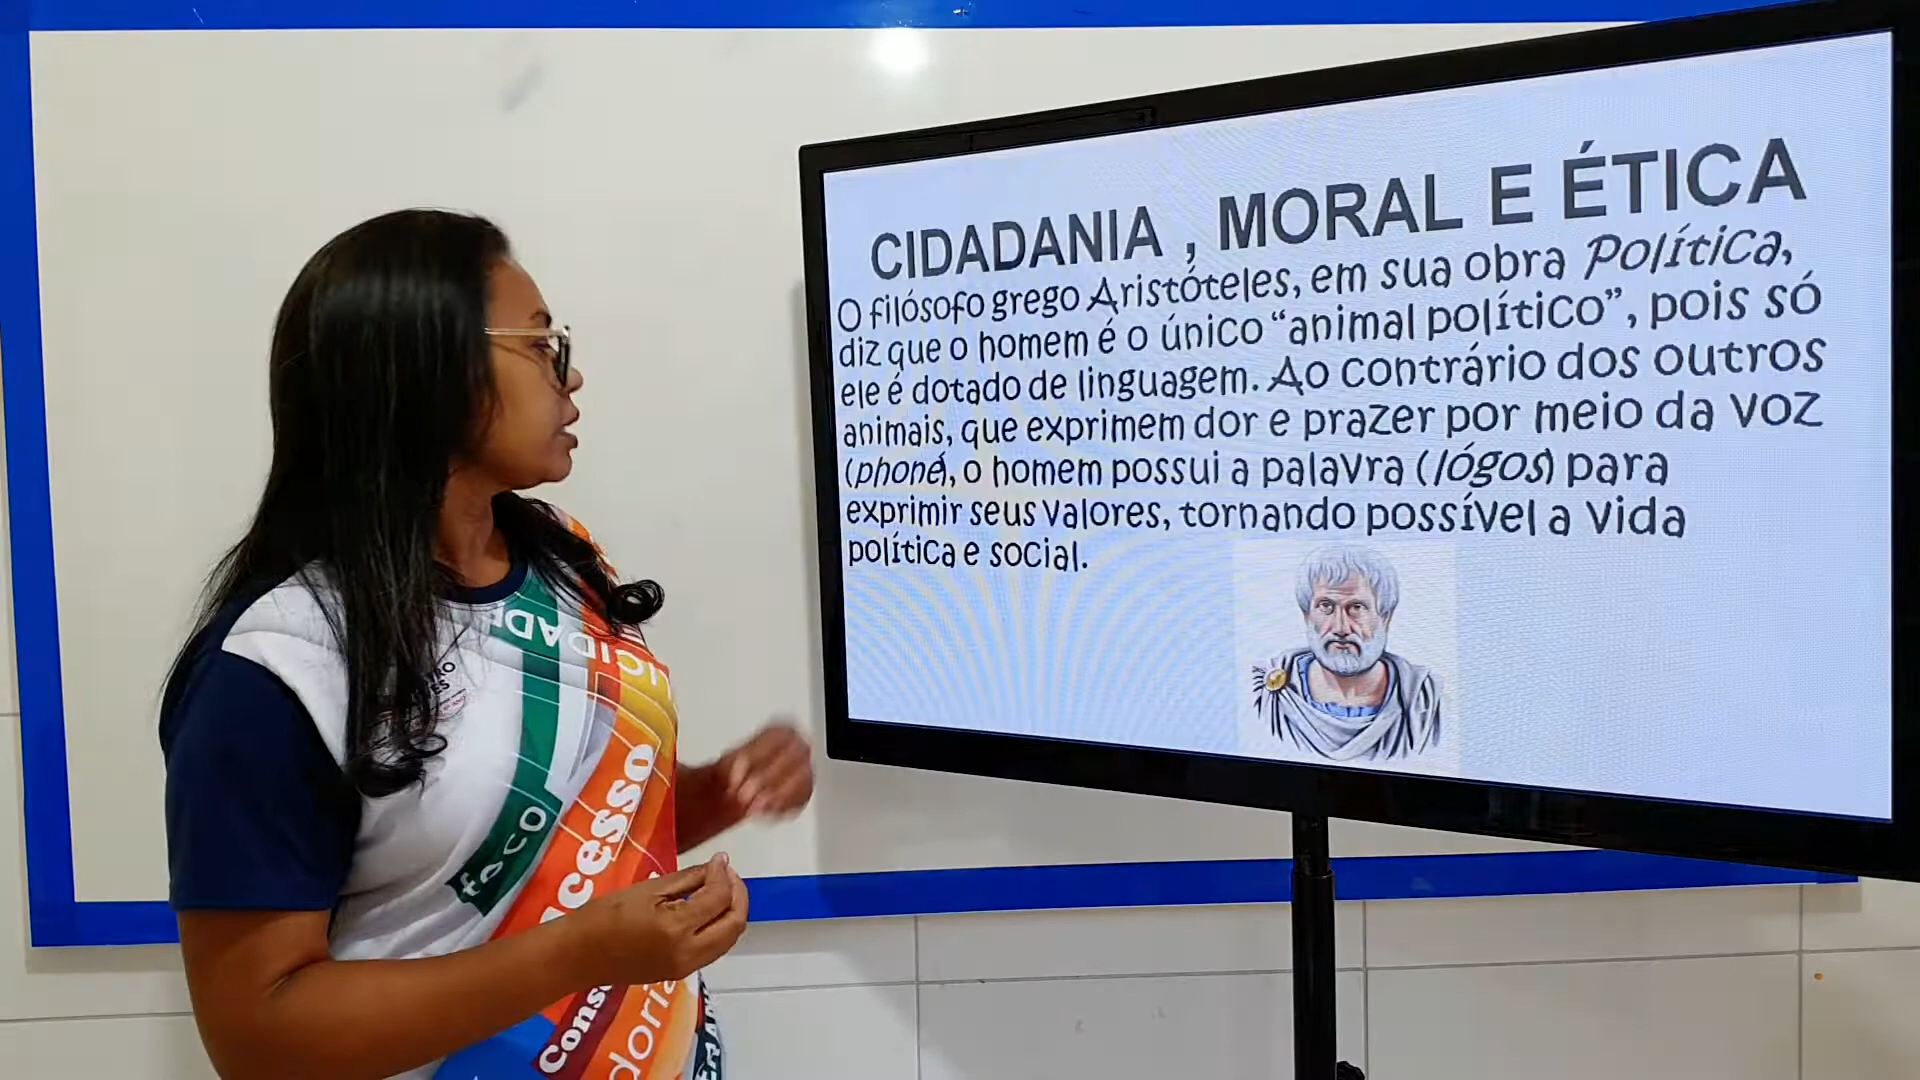 CIDADANIA , MORAL E ÉTICA
O filósofo grego Aristóteles, em sua obra Política,
diz que o homem é o único “animal político”, pois só
ele é dotado de linguagem. Ao contrário dos outros
animais, que exprimem dor e prazer por meio da voz
(phoné), o homem possui a palavra (lógos) para
exprimir seus valores, tornando possível a vida
política e social.
foco